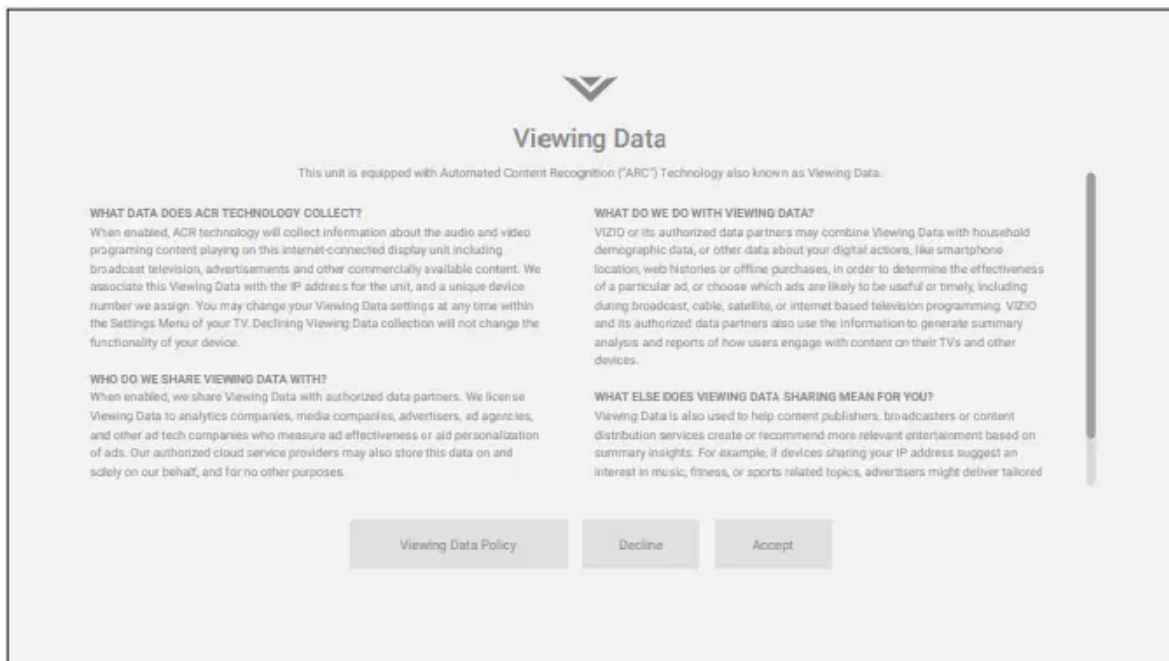 Viewing Data
This unit is equipped with Automated Content Recognition ("ARC") Technology also known as Viewing Data.
WHAT DATA DOES ACR TECHNOLOGY COLLECT?
When enabled, ACR technology will collect information about the audio and video
programing content playing on this internet-connected display unit including
broadcast television, advertisements and other commercially available content. We
associate this Viewing Data with the IP address for the unit, and a unique device
number we assign. You may change your Viewing Data settings at any time within
the Settings Menu of your TV. Declining Viewing Data collection will not change the
functionality of your device.
WHO DO WE SHARE VIEWING DATA WITH?
When enabled, we share Viewing Data with authorized data partners. We license
Viewing Data to analytics companies, media companies, advertisers, ad agencies,
and other ad tech companies who measure ad effectiveness or aid personalization
of ads. Our authorized cloud service providers may also store this data on and
solely on our behalf, and for no other purposes.
WHAT DO WE DO WITH VIEWING DATA?
VIZIO or its authorized data partners may combine Viewing Data with household
demographic data, or other data about your digital actions, like smartphone
location, web histories or offline purchases, in order to determine the effectiveness
of a particular ad, or choose which ads are likely to be useful or timely, including
during broadcast, cable, satellite, or internet based television programming. VIZIO
and its authorized data partners also use the information to generate summary
analysis and reports of how users engage with content on their TVs and other
devices.
WHAT ELSE DOES VIEWING DATA SHARING MEAN FOR YOU?
Viewing Data is also used to help content publishers, broadcasters or content
distribution services create or recommend more relevant entertainment based on
summary insights. For example, if devices sharing your IP address suggest an
interest in music, fitness, or sports related topics, advertisers might deliver tailored
Viewing Data Policy
Decline
Accept